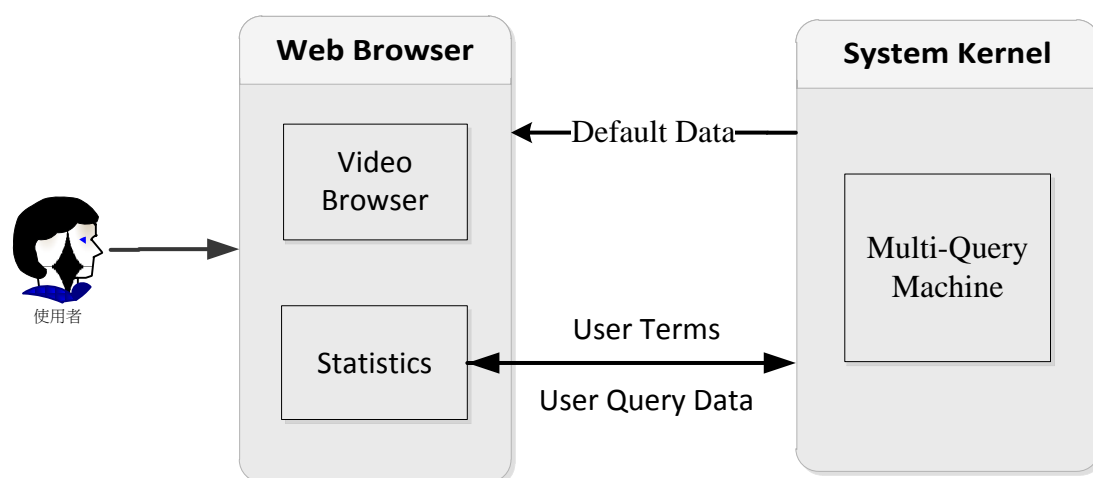 Web Browser
System Kernel
Default Data
Video
Browser
Multi-Query
Machine
使用者
User Terms
Statistics
User Query Data